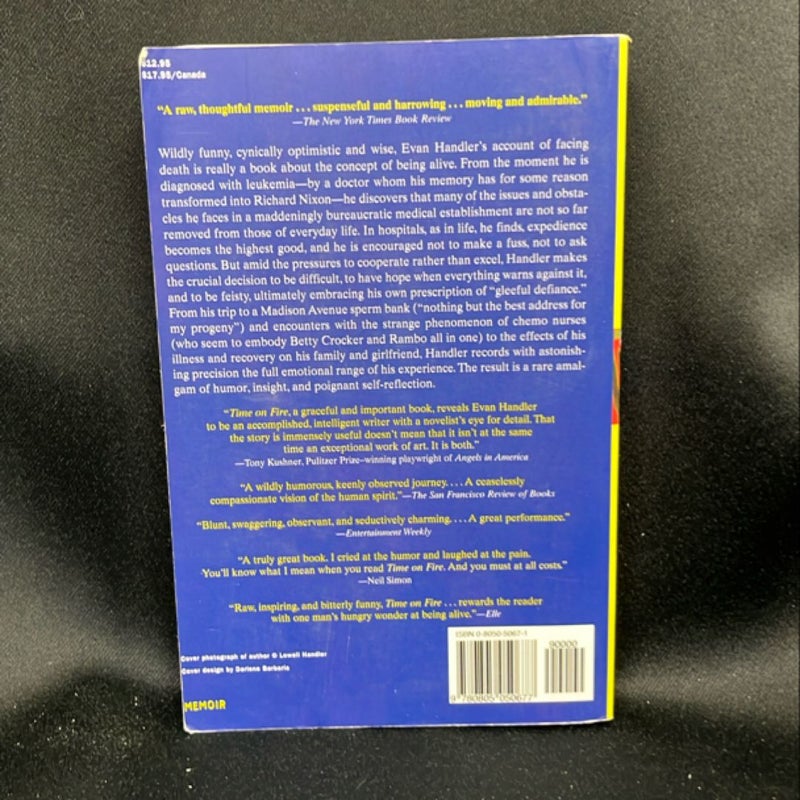 $12.95
$17.95/Canada
"A raw, thoughtful memoir . . . suspenseful and harrowing . . . moving and admirable."
—The New York Times Book Review
Wildly funny, cynically optimistic and wise, Evan Handler's account of facing
death is really a book about the concept of being alive. From the moment he is
diagnosed with leukemia—by a doctor whom his memory has for some reason
transformed into Richard Nixon—he discovers that many of the issues and obsta-
cles he faces in a maddeningly bureaucratic medical establishment are not so far
removed from those of everyday life. In hospitals, as in life, he finds, expedience
becomes the highest good, and he is encouraged not to make a fuss, not to ask
questions. But amid the pressures to cooperate rather than excel, Handler makes
the crucial decision to be difficult, to have hope when everything warns against it,
and to be feisty, ultimately embracing his own prescription of "gleeful defiance."
From his trip to a Madison Avenue sperm bank ("nothing but the best address for
my progeny") and encounters with the strange phenomenon of chemo nurses
(who seem to embody Betty Crocker and Rambo all in one) to the effects of his
illness and recovery on his family and girlfriend, Handler records with astonish-
ing precision the full emotional range of his experience. The result is a rare amal-
gam of humor, insight, and poignant self-reflection.
"Time on Fire, a graceful and important book, reveals Evan Handler
to be an accomplished, intelligent writer with a novelist's eye for detail. That
the story is immensely useful doesn't mean that it isn't at the same
time an exceptional work of art. It is both."
—Tony Kushner, Pulitzer Prize–winning playwright of Angels in America
"A wildly humorous, keenly observed journey. . . . A ceaselessly
compassionate vision of the human spirit."—The San Francisco Review of Books
"Blunt, swaggering, observant, and seductively charming. . . . A great performance."
—Entertainment Weekly
"A truly great book. I cried at the humor and laughed at the pain.
You'll know what I mean when you read Time on Fire. And you must at all costs."
—Neil Simon
"Raw, inspiring, and bitterly funny, Time on Fire . . . rewards the reader
with one man's hungry wonder at being alive."—Elle
ISBN 0-8050-5067-1
90000
9 780805 050677
Cover photograph of author © Lowell Handler
Cover design by Darlene Barbaria
MEMOIR